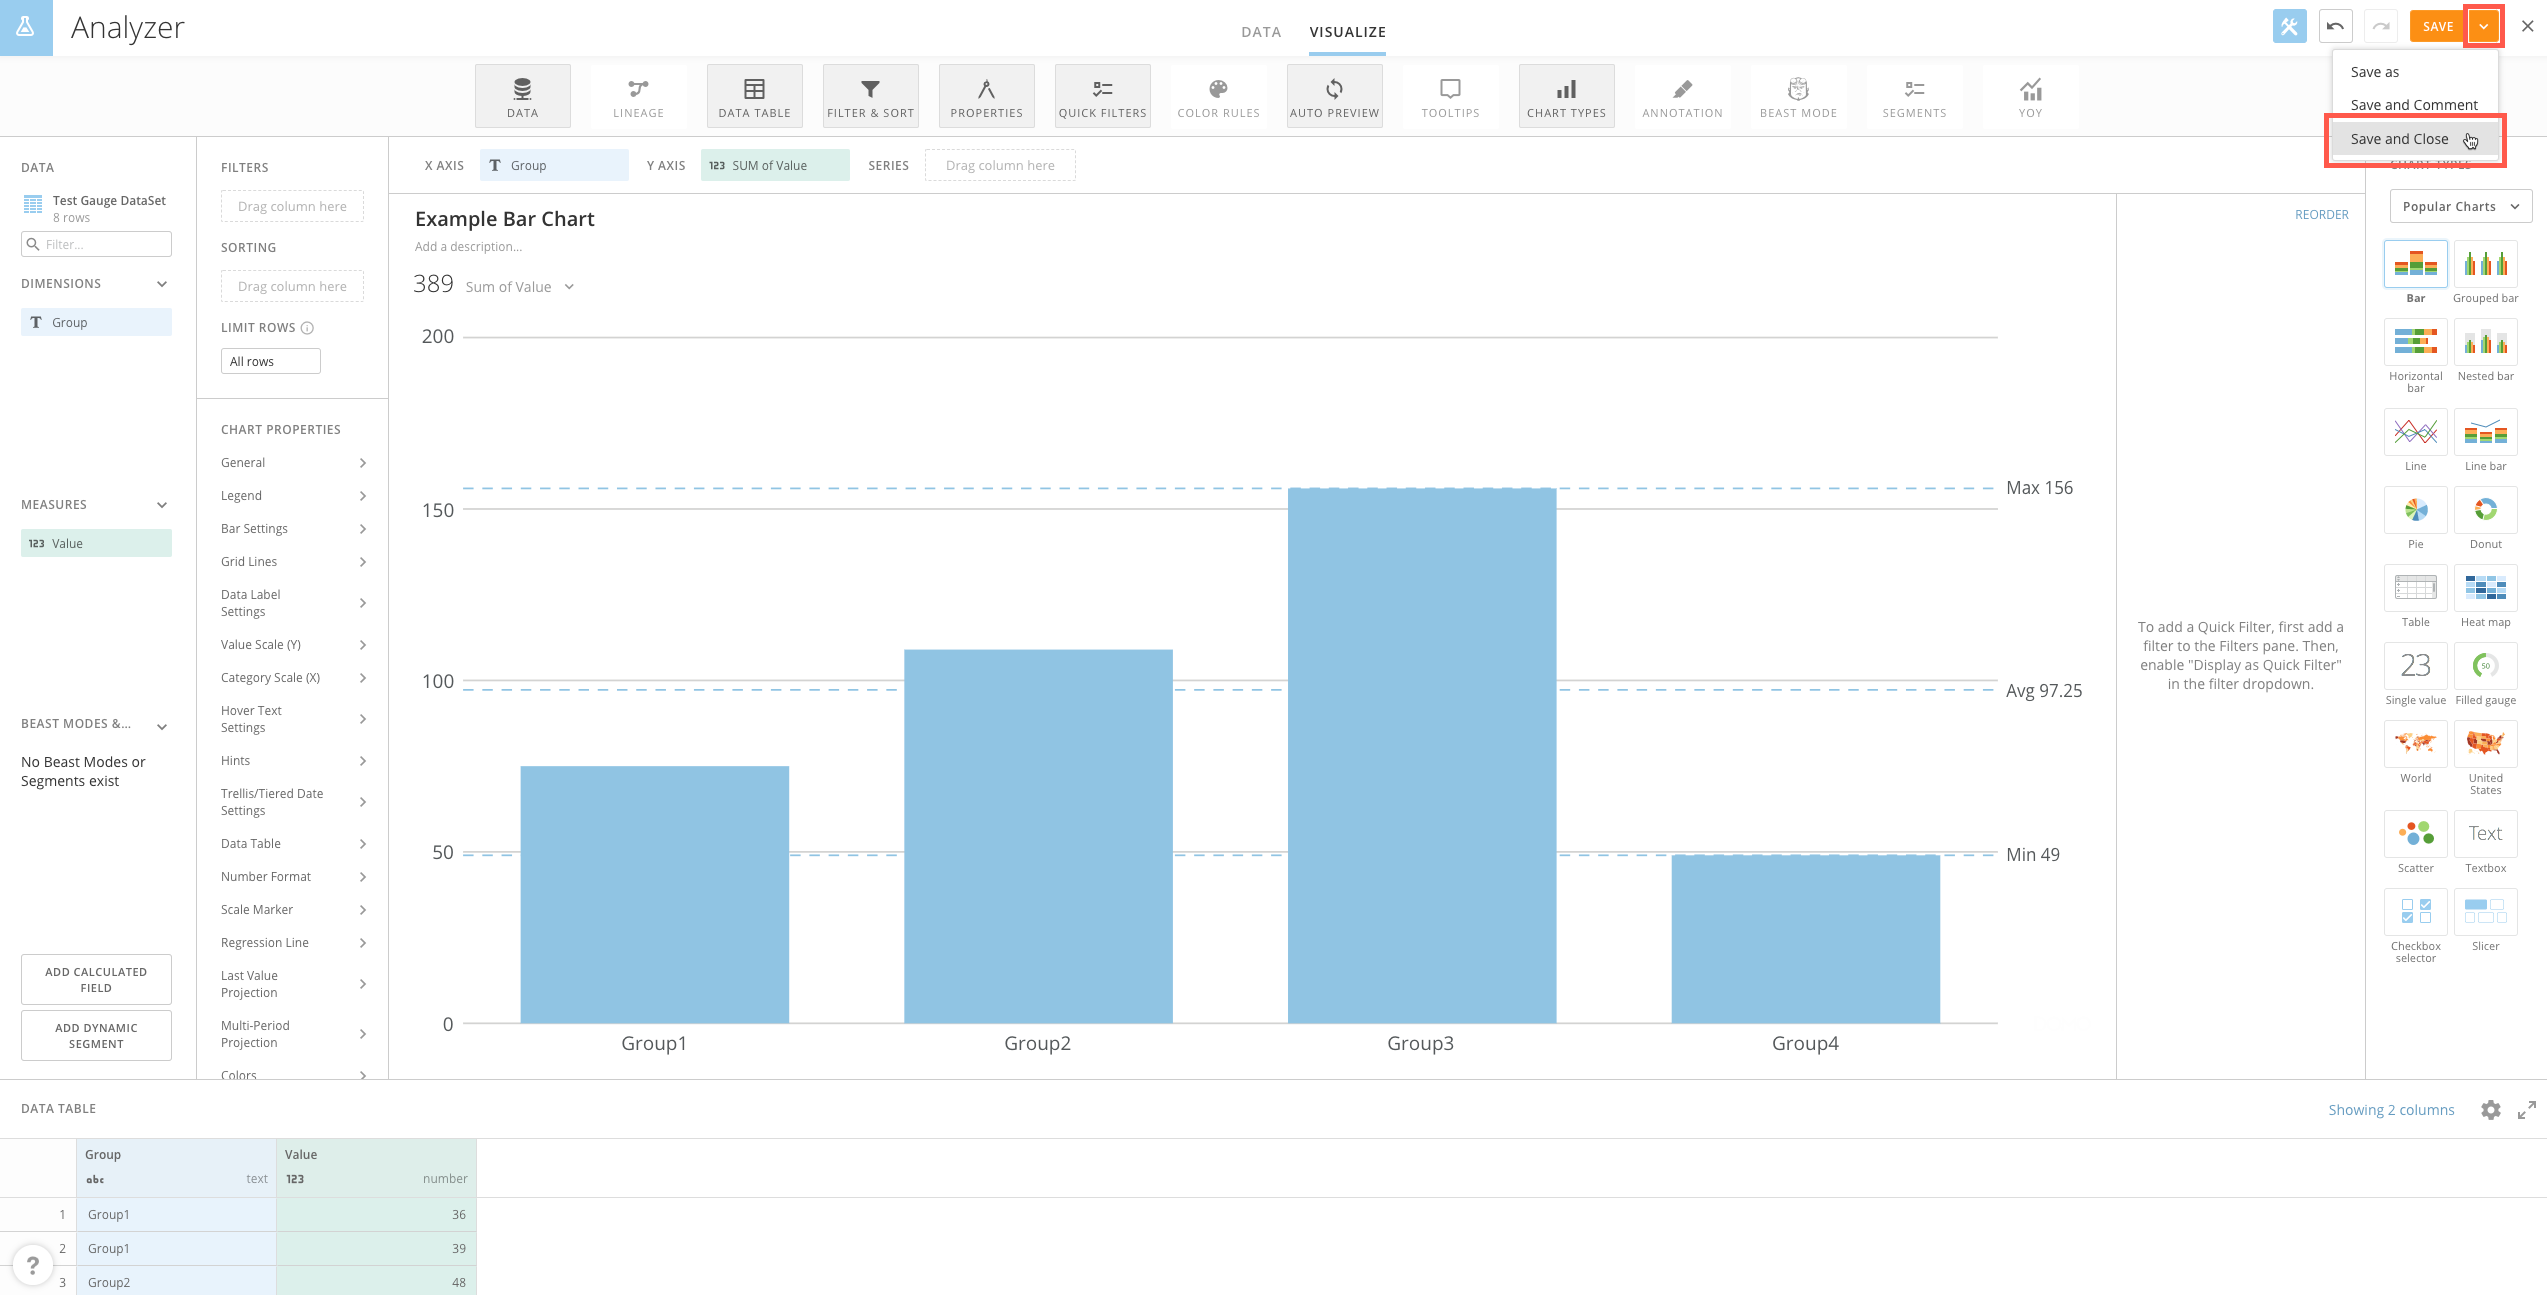 Analyzer
DATA
VISUALIZE
SAVE
Save as
Save and Comment
Save and Close
DATA
LINEAGE
DATA TABLE
FILTER & SORT
PROPERTIES
QUICK FILTERS
COLOR RULES
AUTO PREVIEW
TOOLTIPS
CHART TYPES
ANNOTATION
BEAST MODE
SEGMENTS
YOY
DATA
Test Gauge DataSet
8 rows
Filter...
DIMENSIONS
T Group
MEASURES
123 Value
BEAST MODES &...
No Beast Modes or
Segments exist
ADD CALCULATED
FIELD
ADD DYNAMIC
SEGMENT
FILTERS
Drag column here
SORTING
Drag column here
LIMIT ROWS
All rows
CHART PROPERTIES
General
Legend
Bar Settings
Grid Lines
Data Label
Settings
Value Scale (Y)
Category Scale (X)
Hover Text
Settings
Hints
Trellis/Tiered Date
Settings
Data Table
Number Format
Scale Marker
Regression Line
Last Value
Projection
Multi-Period
Projection
Colors
X AXIS
T Group
Y AXIS
123 SUM of Value
SERIES
Drag column here
Example Bar Chart
Add a description...
389 Sum of Value
200
150
100
50
0
Max 156
Avg 97.25
Min 49
Group1
Group2
Group3
Group4
REORDER
To add a Quick Filter, first add a
filter to the Filters pane. Then,
enable "Display as Quick Filter"
in the filter dropdown.
CHART TYPES
Popular Charts
Bar
Grouped bar
Horizontal
bar
Nested bar
Line
Line bar
Pie
Donut
Table
Heat map
23
50
Single value
Filled gauge
World
United
States
Text
Scatter
Textbox
Checkbox
selector
Slicer
DATA TABLE
Showing 2 columns
Group
abc text
Value
123 number
1 Group1 36
2 Group1 39
3 Group2 48
?